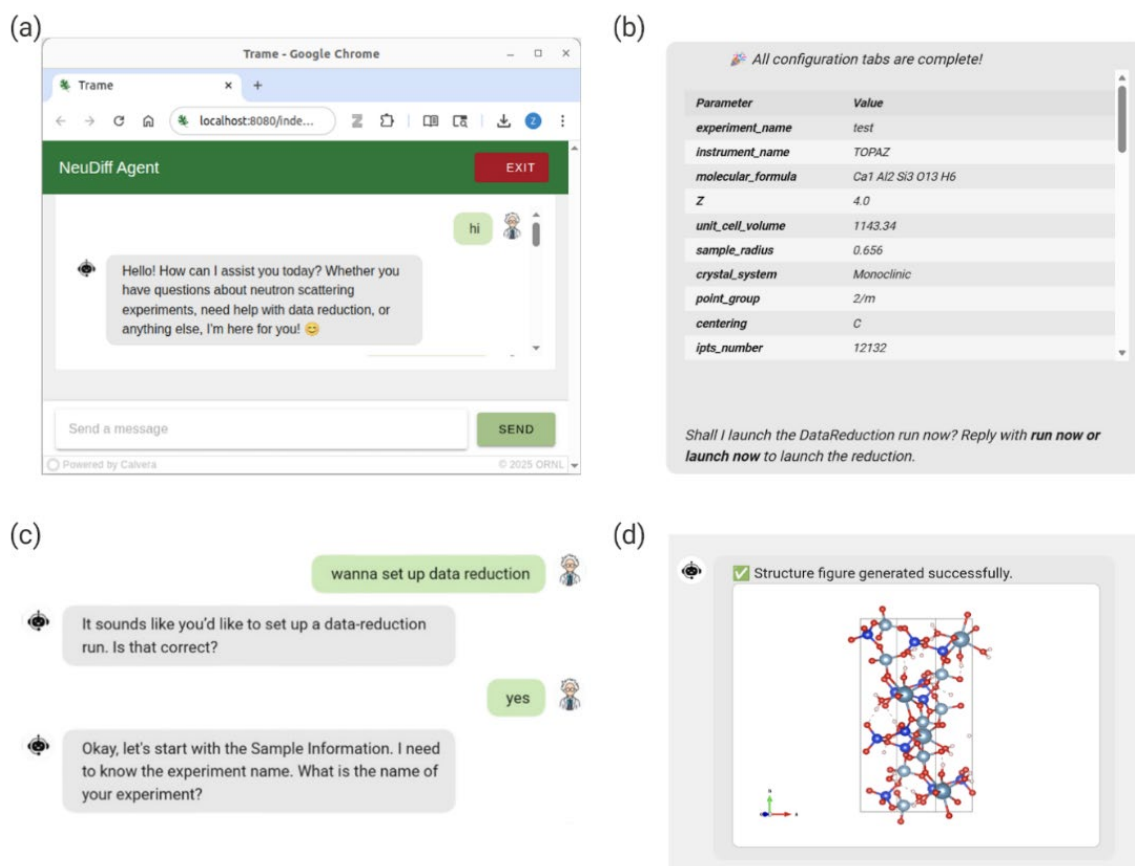 (a)
Trame - Google Chrome
Trame
localhost:8080/inde...
NeuDiff Agent
EXIT
hi
Hello! How can I assist you today? Whether you
have questions about neutron scattering
experiments, need help with data reduction, or
anything else, I'm here for you! 😊
Send a message
SEND
Powered by Calvera
© 2025 ORNL
(b)
🎉 All configuration tabs are complete!
Parameter Value
experiment_name test
instrument_name TOPAZ
molecular_formula Ca1 Al2 Si3 O13 H6
Z 4.0
unit_cell_volume 1143.34
sample_radius 0.656
crystal_system Monoclinic
point_group 2/m
centering C
ipts_number 12132
Shall I launch the DataReduction run now? Reply with run now or
launch now to launch the reduction.
(c)
wanna set up data reduction
It sounds like you'd like to set up a data-reduction
run. Is that correct?
yes
Okay, let's start with the Sample Information. I need
to know the experiment name. What is the name of
your experiment?
(d)
✅ Structure figure generated successfully.